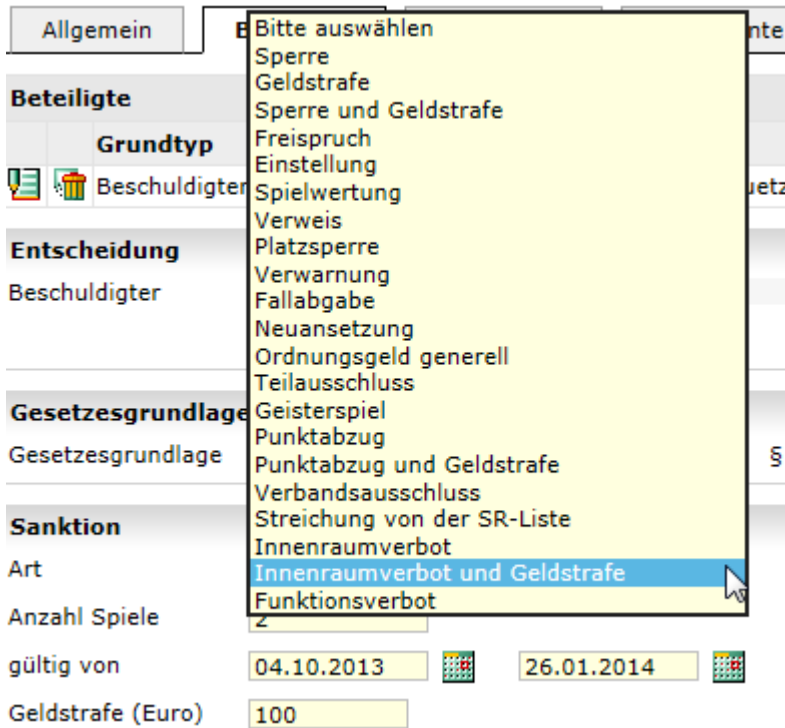 Allgemein
B
nte
Bitte auswählen
Sperre
Geldstrafe
Sperre und Geldstrafe
Freispruch
Einstellung
Spielwertung
Verweis
Platzsperre
Verwarnung
Fallabgabe
Neuansetzung
Ordnungsgeld generell
Teilausschluss
Geisterspiel
Punktabzug
Punktabzug und Geldstrafe
Verbandsausschluss
Streichung von der SR-Liste
Innenraumverbot
Innenraumverbot und Geldstrafe
Funktionsverbot
Beteiligte
Grundtyp
Beschuldigter uetz
Entscheidung
Beschuldigter
Gesetzesgrundlage
Gesetzesgrundlage §
Sanktion
Art
Anzahl Spiele 2
gültig von 04.10.2013 26.01.2014
Geldstrafe (Euro) 100